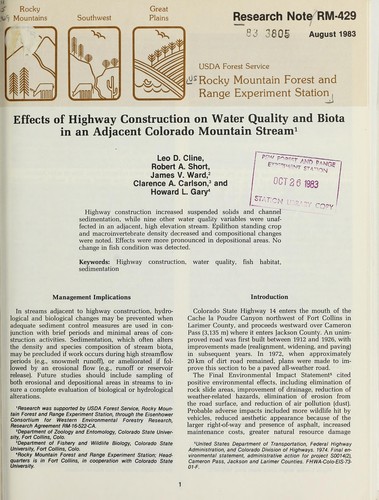 Rocky
Mountains
Southwest
Great
Plains
Research Note RM-429
83 3805 August 1983
USDA Forest Service
Rocky Mountain Forest and
Range Experiment Station
Effects of Highway Construction on Water Quality and Biota
in an Adjacent Colorado Mountain Stream¹
Leo D. Cline,
Robert A. Short,
James V. Ward,²
Clarence A. Carlson,³ and
Howard L. Gary⁴
FOREST AND RANGE
EXPERIMENT STATION
OCT 26 1983
STATION LIBRARY COPY
Highway construction increased suspended solids and channel
sedimentation, while nine other water quality variables were unaf-
fected in an adjacent, high elevation stream. Epilithon standing crop
and macroinvertebrate density decreased and compositional changes
were noted. Effects were more pronounced in depositional areas. No
change in fish condition was detected.
Keywords: Highway construction, water quality, fish habitat,
sedimentation
Management Implications
In streams adjacent to highway construction, hydro-
logical and biological changes may be prevented when
adequate sediment control measures are used in con-
junction with brief periods and minimal areas of con-
struction activities. Sedimentation, which often alters
the density and species composition of stream biota,
may be precluded if work occurs during high streamflow
periods (e.g., snowmelt runoff), or ameliorated if fol-
lowed by an erosional flow (e.g., runoff or reservoir
release). Future studies should include sampling of
both erosional and depositional areas in streams to in-
sure a complete evaluation of biological or hydrological
alterations.
¹Research was supported by USDA Forest Service, Rocky Moun-
tain Forest and Range Experiment Station, through the Eisenhower
Consortium for Western Environmental Forestry Research,
Research Agreement RM 16-522-CA.
²Department of Zoology and Entomology, Colorado State Univer-
sity, Fort Collins, Colo.
³Department of Fishery and Wildlife Biology, Colorado State
University, Fort Collins, Colo.
⁴Rocky Mountain Forest and Range Experiment Station; Head-
quarters is in Fort Collins, in cooperation with Colorado State
University.
Introduction
Colorado State Highway 14 enters the mouth of the
Cache la Poudre Canyon northwest of Fort Collins in
Larimer County, and proceeds westward over Cameron
Pass (3,135 m) where it enters Jackson County. An unim-
proved road was first built between 1912 and 1926, with
improvements made (realignment, widening, and paving)
in subsequent years. In 1972, when approximately
20 km of dirt road remained, plans were made to im-
prove this section to be a paved all-weather road.
The Final Environmental Impact Statement⁵ cited
positive environmental effects, including elimination of
rock slide areas, improvement of drainage, reduction of
weather-related hazards, elimination of erosion from
the road surface, and reduction of air pollution (dust).
Probable adverse impacts included more wildlife hit by
vehicles, reduced aesthetic appearance because of the
larger right-of-way and presence of asphalt, increased
maintenance costs, greater natural resource damage
⁵United States Department of Transportation, Federal Highway
Administration, and Colorado Division of Highways. 1974. Final en-
vironmental statement, administrative action for project S0014(2),
Cameron Pass, Jackson and Larimer Counties. FHWA-Colo-EIS-73-
01-F.
1